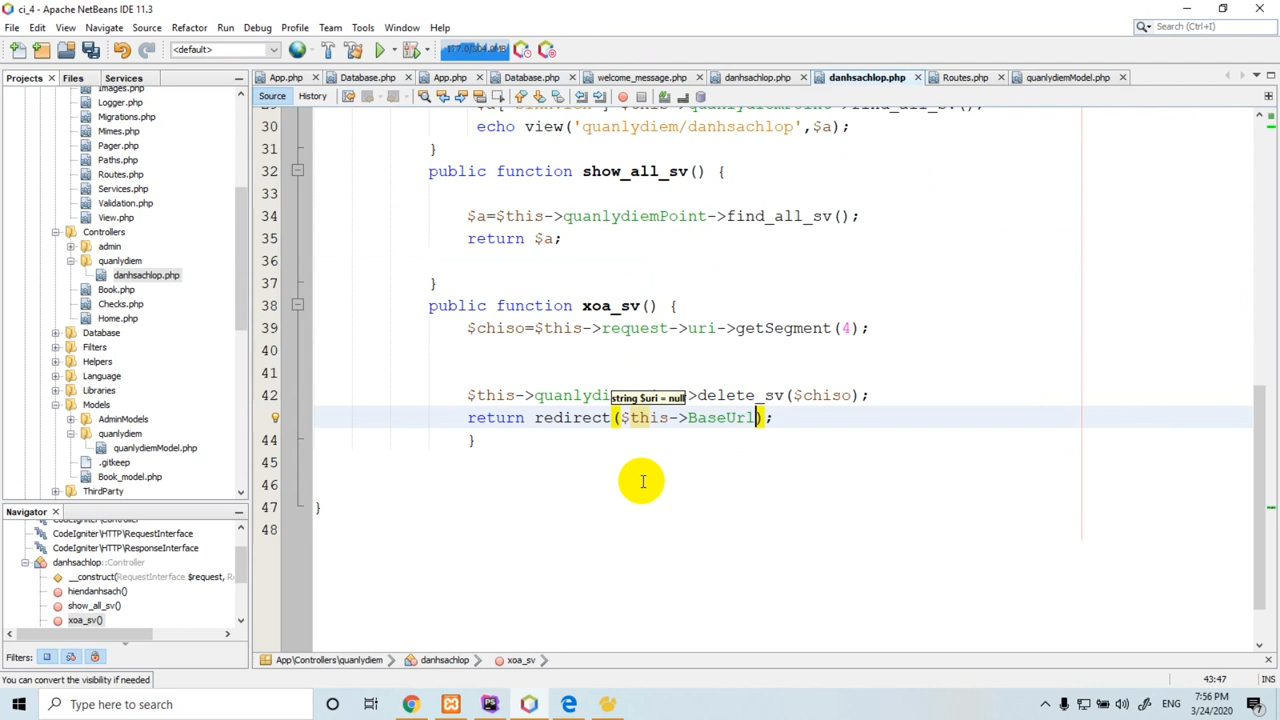 ci_4 - Apache NetBeans IDE 11.3
File Edit View Navigate Source Refactor Run Debug Profile Team Tools Window Help
Search (Ctrl+I)
<default>
Projects Files Services
App.php Database.php App.php Database.php welcome_message.php danhsachlop.php danhsachlop.php Routes.php quanlydiemModel.php
Source History
Images.php
Logger.php
Migrations.php
Mimes.php
Pager.php
Paths.php
Routes.php
Services.php
Validation.php
View.php
Controllers
admin
quanlydiem
danhsachlop.php
Book.php
Checks.php
Home.php
Database
Filters
Helpers
Language
Libraries
Models
AdminModels
quanlydiem
quanlydiemModel.php
.gitkeep
Book_model.php
ThirdParty
30 echo view('quanlydiem/danhsachlop',$a);
31 }
32 public function show_all_sv() {
33
34 $a=$this->quanlydiemPoint->find_all_sv();
35 return $a;
36
37 }
38 public function xoa_sv() {
39 $chiso=$this->request->uri->getSegment(4);
40
41
42 $this->quanlydi >delete_sv($chiso);
string $uri = null
return redirect($this->BaseUrl);
44 }
45
46
47 }
48
Navigator
CodeIgniter\HTTP\RequestInterface
CodeIgniter\HTTP\ResponseInterface
danhsachlop::Controller
__construct(RequestInterface $request, R
hiendanhsach()
show_all_sv()
xoa_sv()
Filters:
App\Controllers\quanlydiem danhsachlop xoa_sv
You can convert the visibility if needed
43:47 INS
Type here to search
ENG
7:56 PM
3/24/2020
7